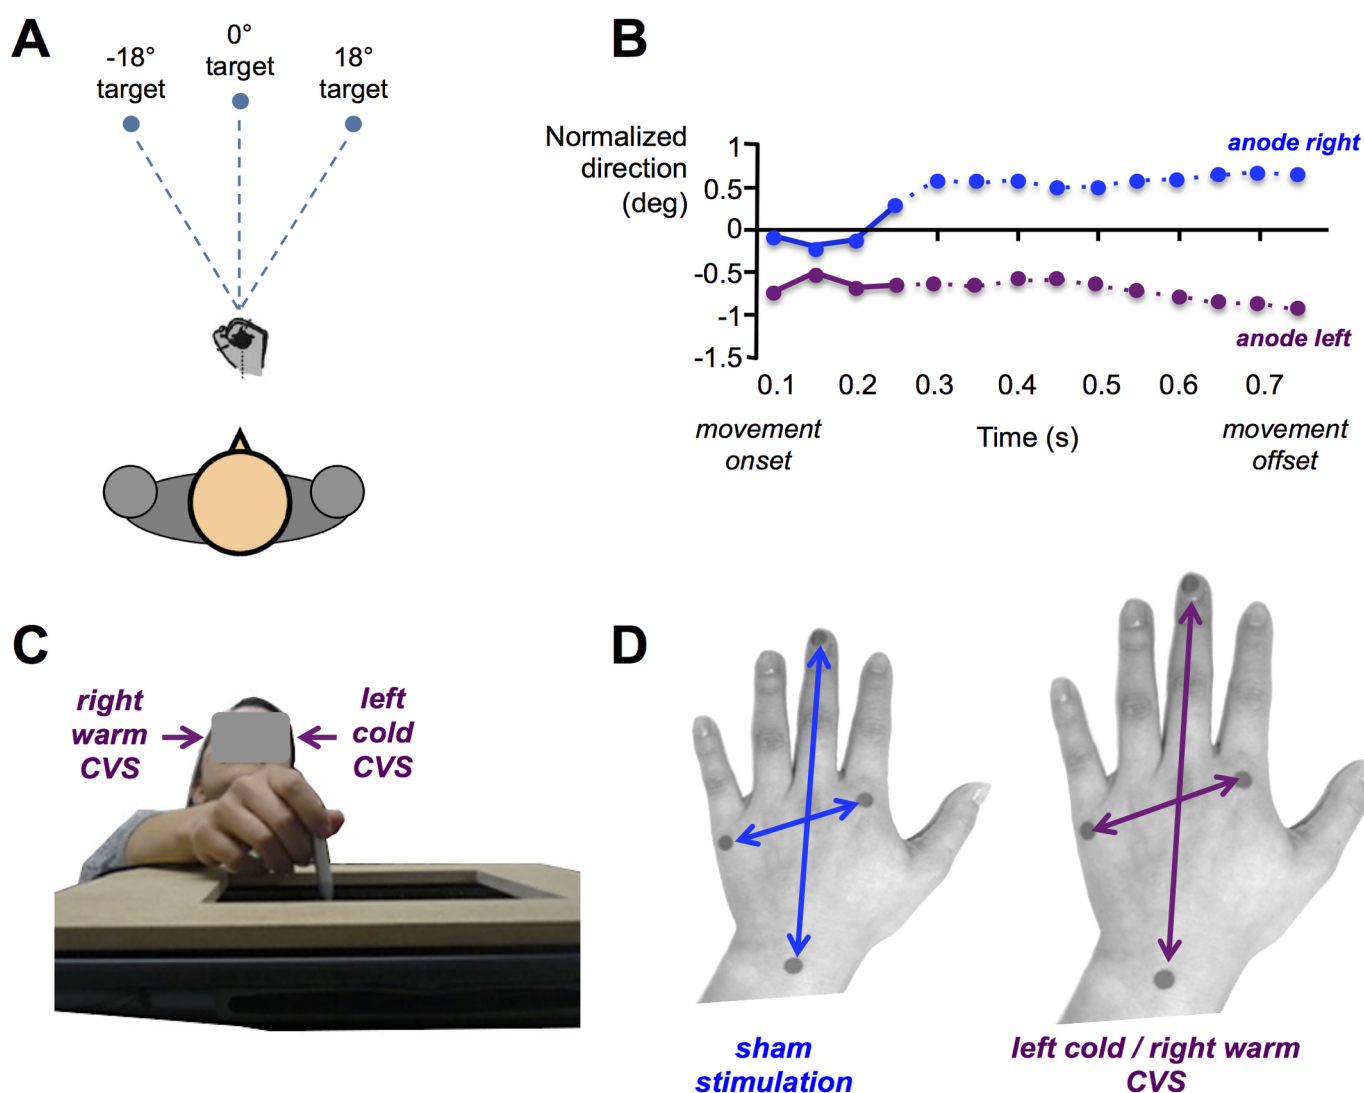 A
-18°
target
0°
target
18°
target
B
Normalized
direction
(deg)
1
0.5
0
-0.5
-1
-1.5
anode right
anode left
0.1
0.2
0.3
0.4
0.5
0.6
0.7
movement
onset
Time (s)
movement
offset
C
right
warm
CVS
left
cold
CVS
D
sham
stimulation
left cold / right warm
CVS